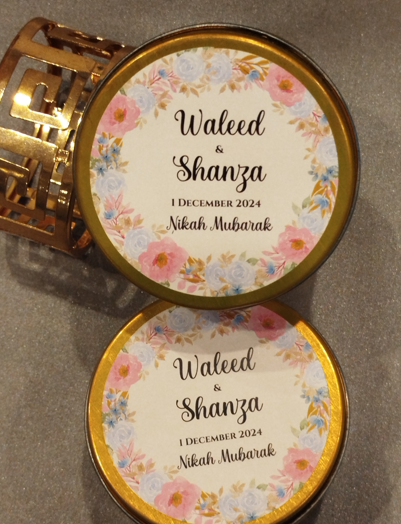 Waleed
&
Shanza
1 December 2024
Nikah Mubarak
Waleed
&
Shanza
1 December 2024
Nikah Mubarak